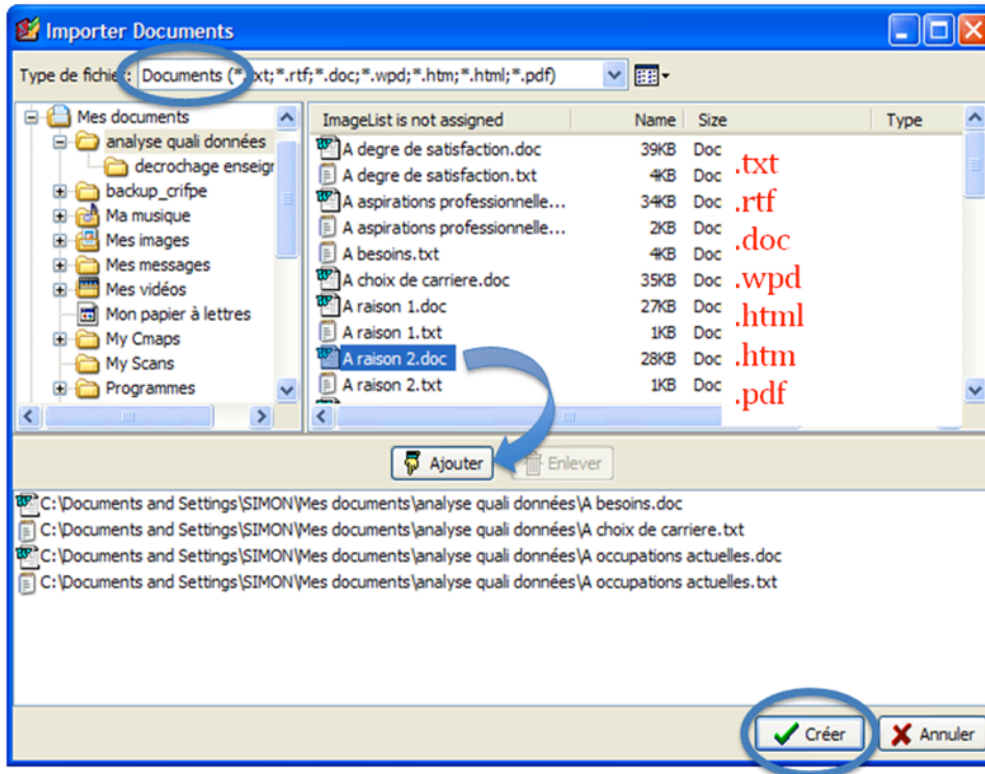 Importer Documents
Type de fichier: Documents (*.txt;*.rtf;*.doc;*.wpd;*.htm;*.html;*.pdf)
Mes documents
analyse quali données
decrochage enseigr
backup_crifpe
Ma musique
Mes images
Mes messages
Mes vidéos
Mon papier à lettres
My Cmaps
My Scans
Programmes
ImageList is not assigned Name Size Type
A degre de satisfaction.doc 39KB Doc
A degre de satisfaction.txt 4KB Doc
A aspirations professionnelle... 34KB Doc
A aspirations professionnelle... 2KB Doc
A besoins.txt 4KB Doc
A choix de carriere.doc 35KB Doc
A raison 1.doc 27KB Doc
A raison 1.txt 1KB Doc
A raison 2.doc 28KB Doc
A raison 2.txt 1KB Doc
.txt
.rtf
.doc
.wpd
.html
.htm
.pdf
Ajouter Enlever
C:\Documents and Settings\SIMON\Mes documents\analyse quali données\A besoins.doc
C:\Documents and Settings\SIMON\Mes documents\analyse quali données\A choix de carriere.txt
C:\Documents and Settings\SIMON\Mes documents\analyse quali données\A occupations actuelles.doc
C:\Documents and Settings\SIMON\Mes documents\analyse quali données\A occupations actuelles.txt
Créer Annuler